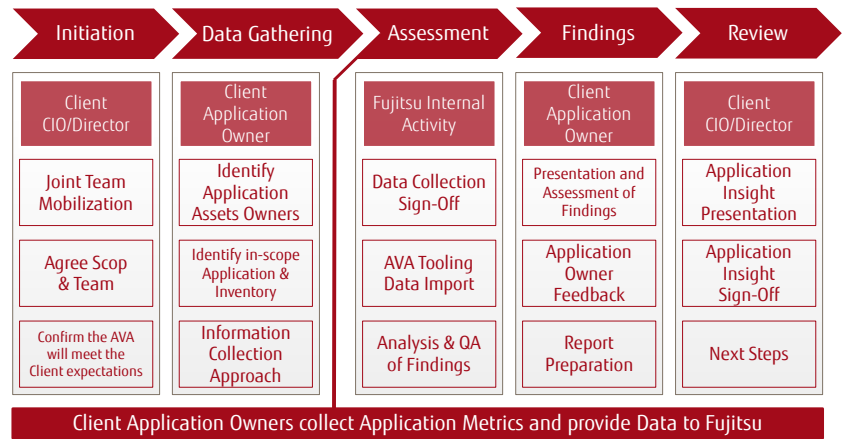 Initiation
Data Gathering
Assessment
Findings
Review
Client
CIO/Director
Joint Team
Mobilization
Agree Scop
& Team
Confirm the AVA
will meet the
Client expectations
Client
Application
Owner
Identify
Application
Assets Owners
Identify in-scope
Application &
Inventory
Information
Collection
Approach
Fujitsu Internal
Activity
Data Collection
Sign-Off
AVA Tooling
Data Import
Analysis & QA
of Findings
Client
Application
Owner
Presentation and
Assessment of
Findings
Application
Owner
Feedback
Report
Preparation
Client
CIO/Director
Application
Insight
Presentation
Application
Insight
Sign-Off
Next Steps
Client Application Owners collect Application Metrics and provide Data to Fujitsu